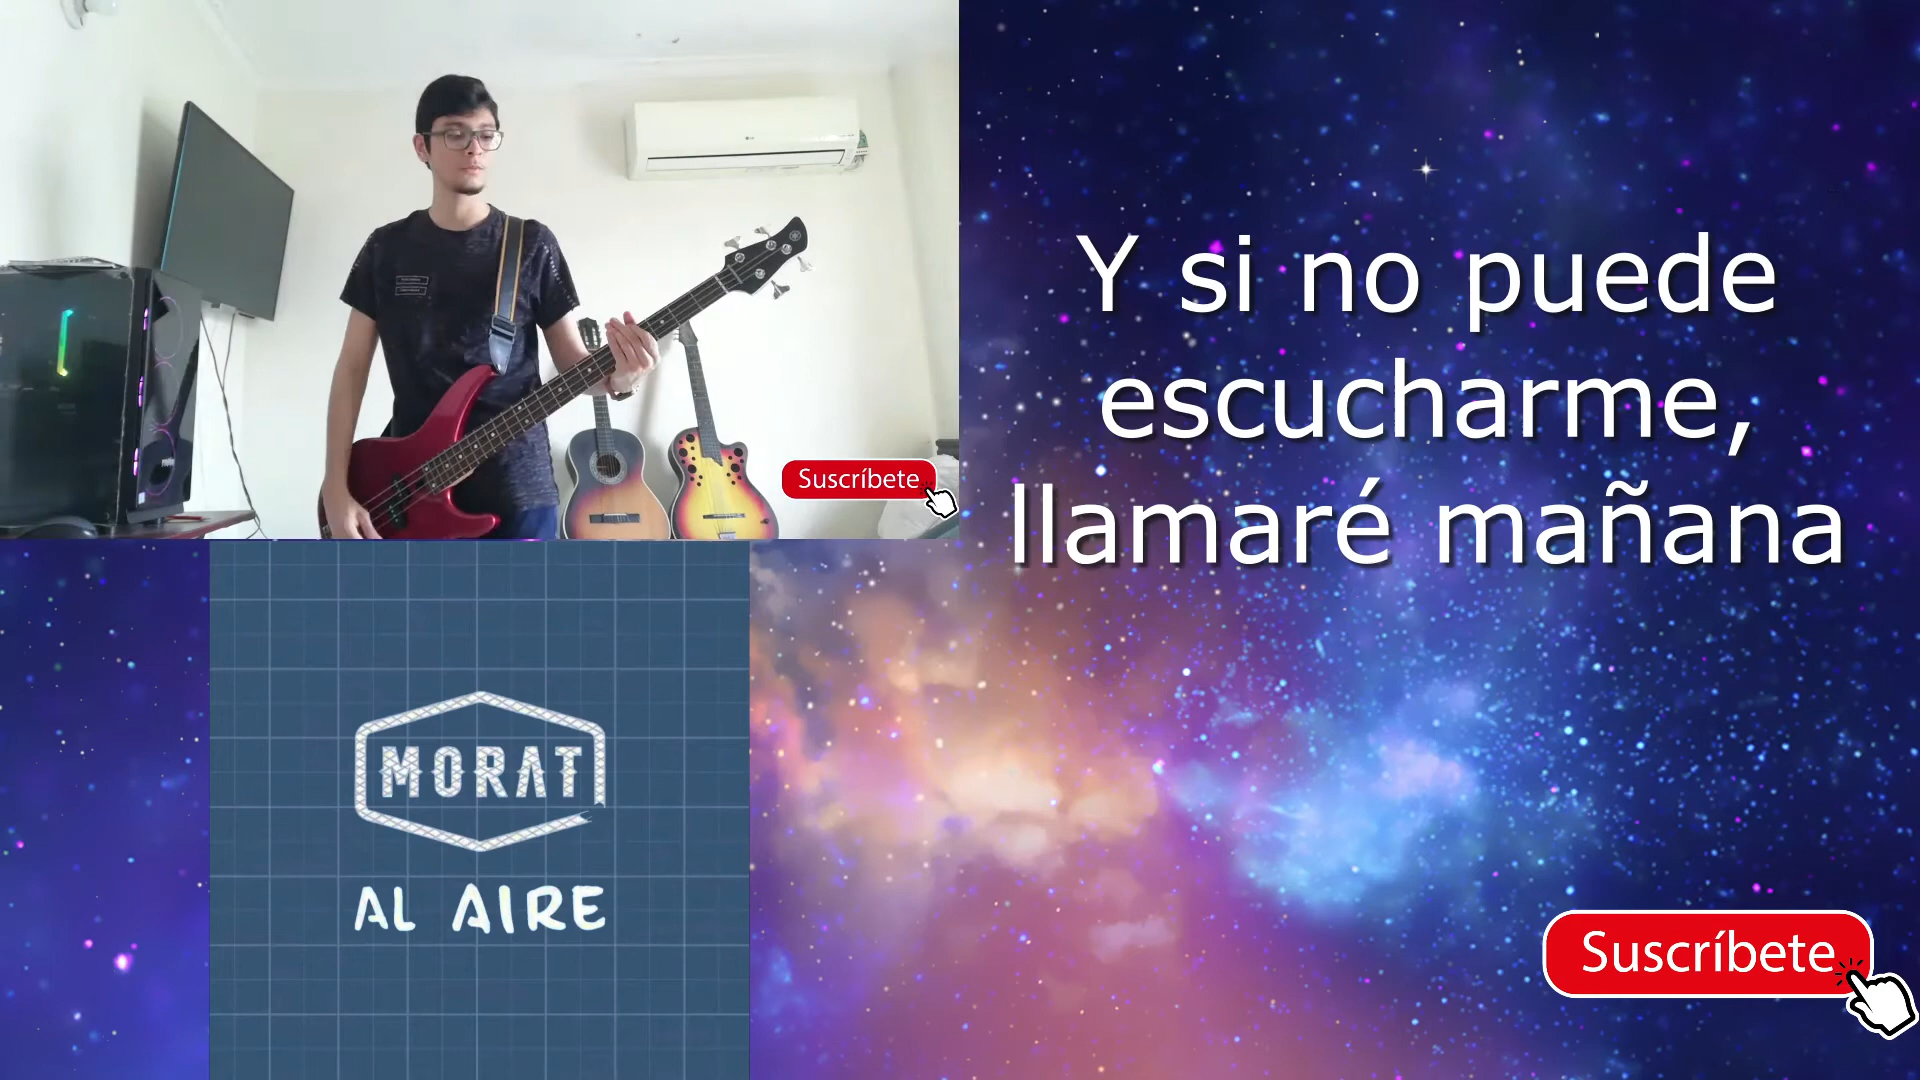 Suscríbete
Y si no puede
escucharme,
llamaré mañana
MORAT
AL AIRE
Suscríbete